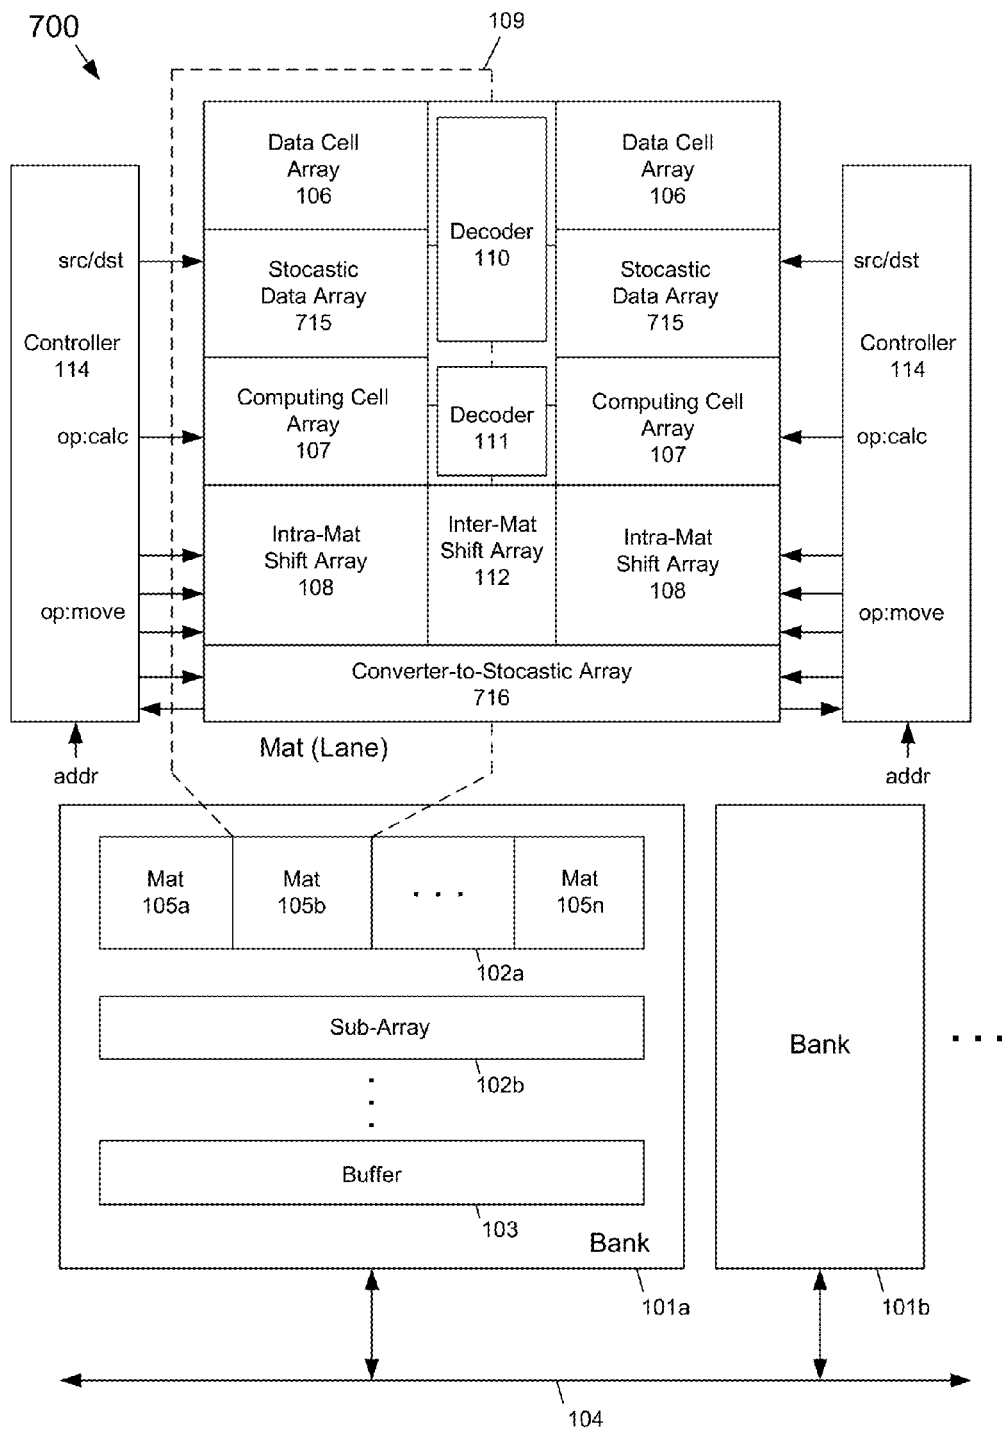 700
109
Data Cell
Array
106
Decoder
110
Data Cell
Array
106
src/dst
Stocastic
Data Array
715
Stocastic
Data Array
715
src/dst
Controller
114
Controller
114
Computing Cell
Array
107
Decoder
111
Computing Cell
Array
107
op:calc
op:calc
Intra-Mat
Shift Array
108
Inter-Mat
Shift Array
112
Intra-Mat
Shift Array
108
op:move
op:move
Converter-to-Stocastic Array
716
Mat (Lane)
addr
addr
Mat
105a
Mat
105b
. . .
Mat
105n
102a
Sub-Array
102b
Buffer
103
Bank
101a
Bank
. . .
101b
104